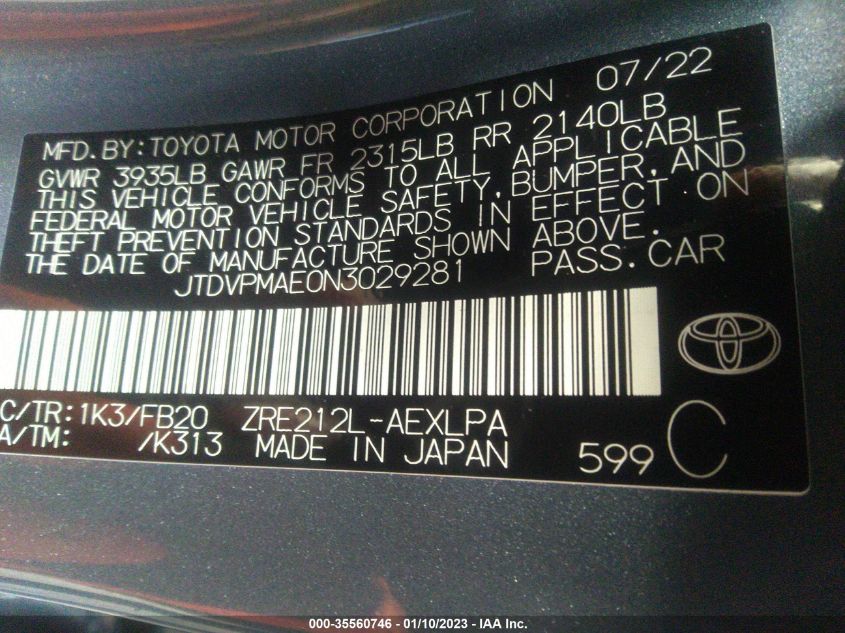 07/22
MFD.BY:TOYOTA MOTOR CORPORATION
GVWR 3935LB GAWR FR 2315LB RR 2140LB
THIS VEHICLE CONFORMS TO ALL APPLICABLE
FEDERAL MOTOR VEHICLE SAFETY, BUMPER, AND
THEFT PREVENTION STANDARDS IN EFFECT ON
THE DATE OF MANUFACTURE SHOWN ABOVE.
JTDVPMAE0N3029281 PASS.CAR
C/TR:1K3/FB20 ZRE212L-AEXLPA
A/TM: /K313 MADE IN JAPAN 599 C
000-35560746 - 01/10/2023 - IAA Inc.